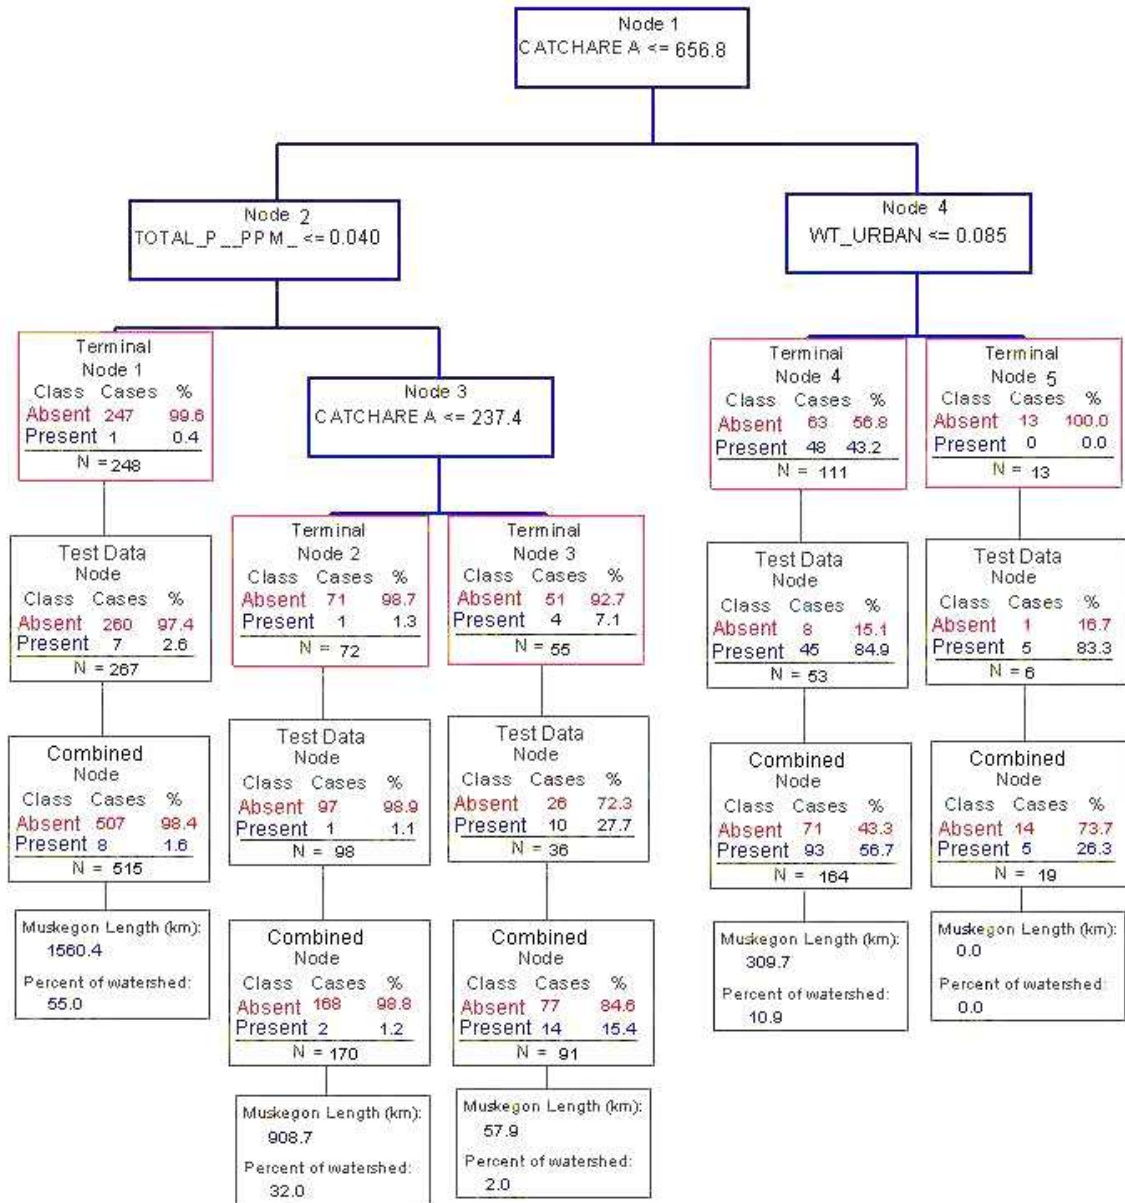 Node 1
CATCHAREA <= 656.8
Node 2
TOTAL_P__PPM_ <= 0.040
Node 4
WT_URBAN <= 0.085
Terminal
Node 1
Class Cases %
Absent 247 99.6
Present 1 0.4
N = 248
Test Data
Node
Class Cases %
Absent 260 97.4
Present 7 2.6
N = 267
Combined
Node
Class Cases %
Absent 507 98.4
Present 8 1.6
N = 515
Muskegon Length (km):
1560.4
Percent of watershed:
55.0
Node 3
CATCHAREA <= 237.4
Terminal
Node 2
Class Cases %
Absent 71 98.7
Present 1 1.3
N = 72
Test Data
Node
Class Cases %
Absent 97 98.9
Present 1 1.1
N = 98
Combined
Node
Class Cases %
Absent 168 98.8
Present 2 1.2
N = 170
Muskegon Length (km):
908.7
Percent of watershed:
32.0
Terminal
Node 3
Class Cases %
Absent 51 92.7
Present 4 7.1
N = 55
Test Data
Node
Class Cases %
Absent 26 72.3
Present 10 27.7
N = 36
Combined
Node
Class Cases %
Absent 77 84.6
Present 14 15.4
N = 91
Muskegon Length (km):
57.9
Percent of watershed:
2.0
Terminal
Node 4
Class Cases %
Absent 63 56.8
Present 48 43.2
N = 111
Test Data
Node
Class Cases %
Absent 8 15.1
Present 45 84.9
N = 53
Combined
Node
Class Cases %
Absent 71 43.3
Present 93 56.7
N = 164
Muskegon Length (km):
309.7
Percent of watershed:
10.9
Terminal
Node 5
Class Cases %
Absent 13 100.0
Present 0 0.0
N = 13
Test Data
Node
Class Cases %
Absent 1 16.7
Present 5 83.3
N = 6
Combined
Node
Class Cases %
Absent 14 73.7
Present 5 26.3
N = 19
Muskegon Length (km):
0.0
Percent of watershed:
0.0